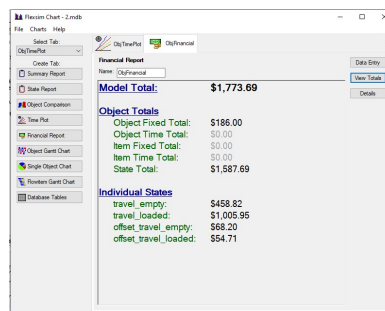 Flexsim Charts - 2.mdb
File Charts Help
Select Tab:
ObjTimePlot
Create Tab:
Summary Report
State Report
Object Comparison
Time Plot
Financial Report
Object Gantt Chart
Single Object Chart
Flowitem Gantt Chart
Database Tables
ObjTimePlot ObjFinancial
Financial Report
Name ObjFinancial
Model Total: $1,773.69
Object Totals
Object Fixed Total: $186.00
Object Time Total: $0.00
Item Fixed Total: $0.00
Item Time Total: $0.00
State Total: $1,587.69
Individual States
travel_empty: $458.82
travel_loaded: $1,005.95
offset_travel_empty: $68.20
offset_travel_loaded: $54.71
Data Entry
View Totals
Details